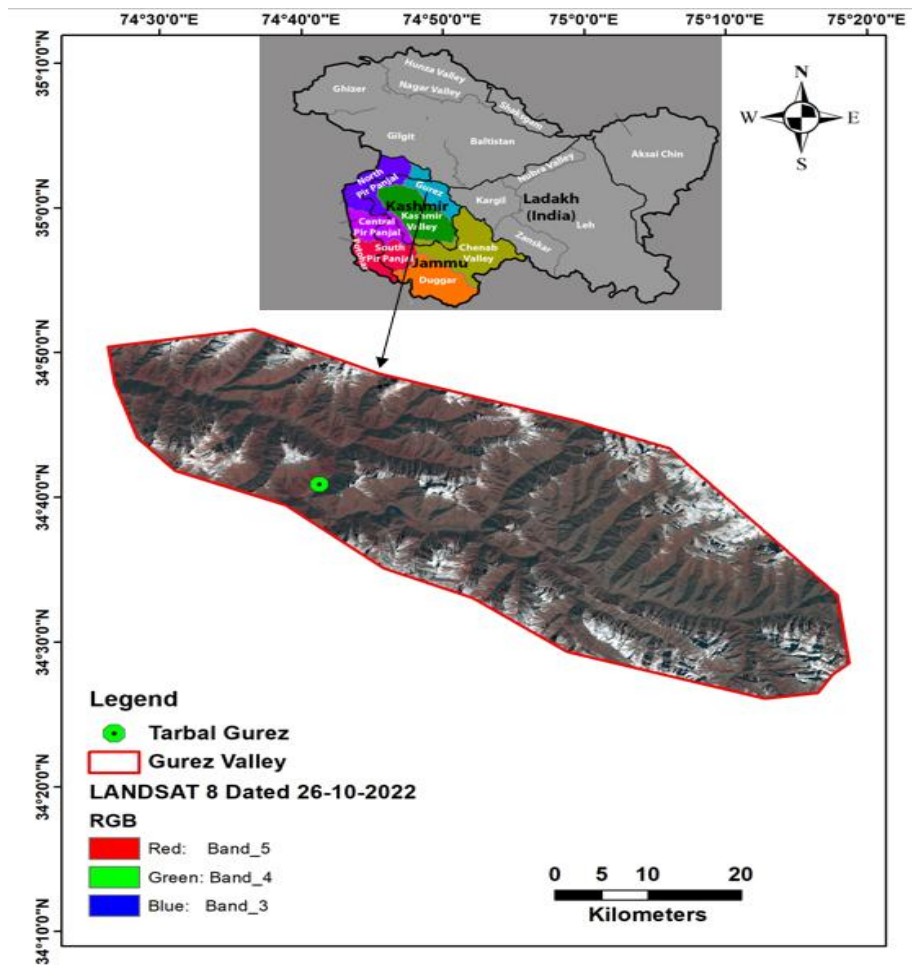 74°30'0"E 74°40'0"E 74°50'0"E 75°0'0"E 75°10'0"E 75°20'0"E
35°10'0"N
35°0'0"N
34°50'0"N
34°40'0"N
34°30'0"N
34°20'0"N
34°10'0"N
Hunza Valley
Nagar Valley
Ghizer
Shaksgam
Gilgit
Baltistan
Aksai Chin
Nubra Valley
North
Pir Panjal
Gurez
Kargil
Ladakh
(India)
Leh
Kashmir
Kashmir
Valley
Central
Pir Panjal
Zanskar
Potohar
South
Pir Panjal
Jammu
Chenab
Valley
Duggar
N
W E
S
Legend
Tarbal Gurez
Gurez Valley
LANDSAT 8 Dated 26-10-2022
RGB
Red: Band_5
Green: Band_4
Blue: Band_3
0 5 10 20
Kilometers